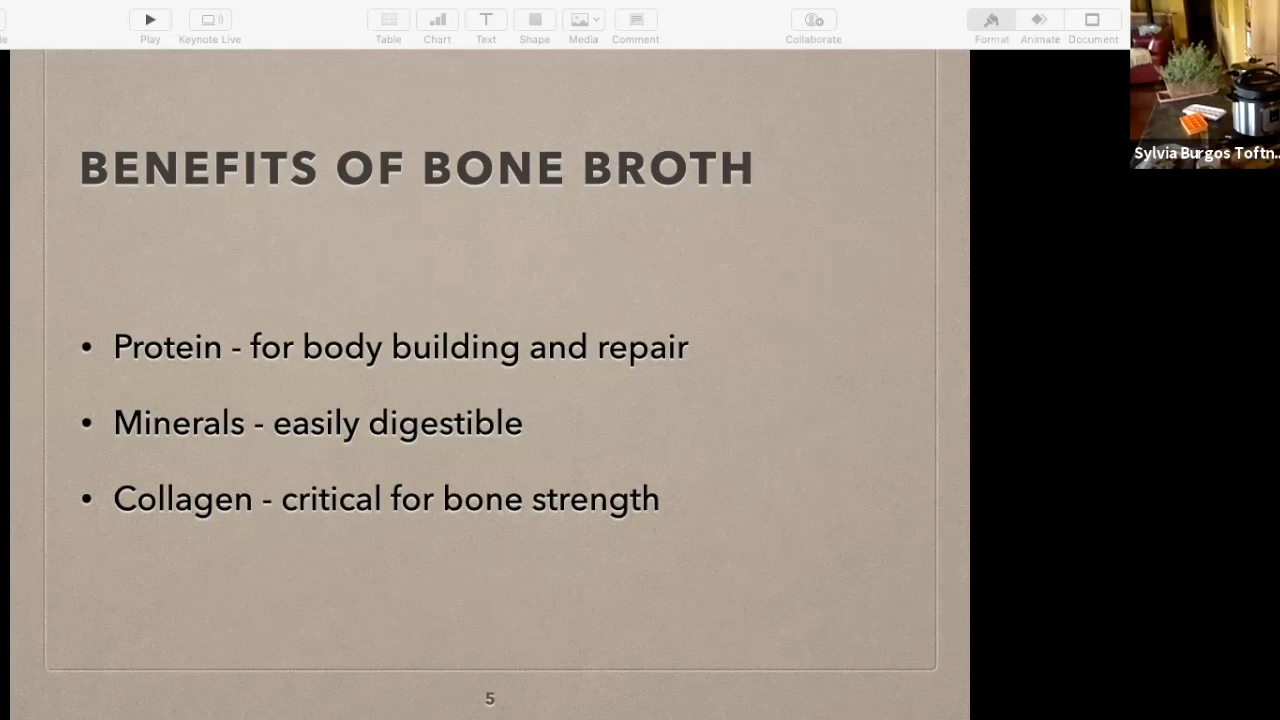 Play
Keynote Live
Table
Chart
Text
Shape
Media
Comment
Collaborate
Format
Animate
Document
Sylvia Burgos Toftn...
BENEFITS OF BONE BROTH
• Protein - for body building and repair
• Minerals - easily digestible
• Collagen - critical for bone strength
5